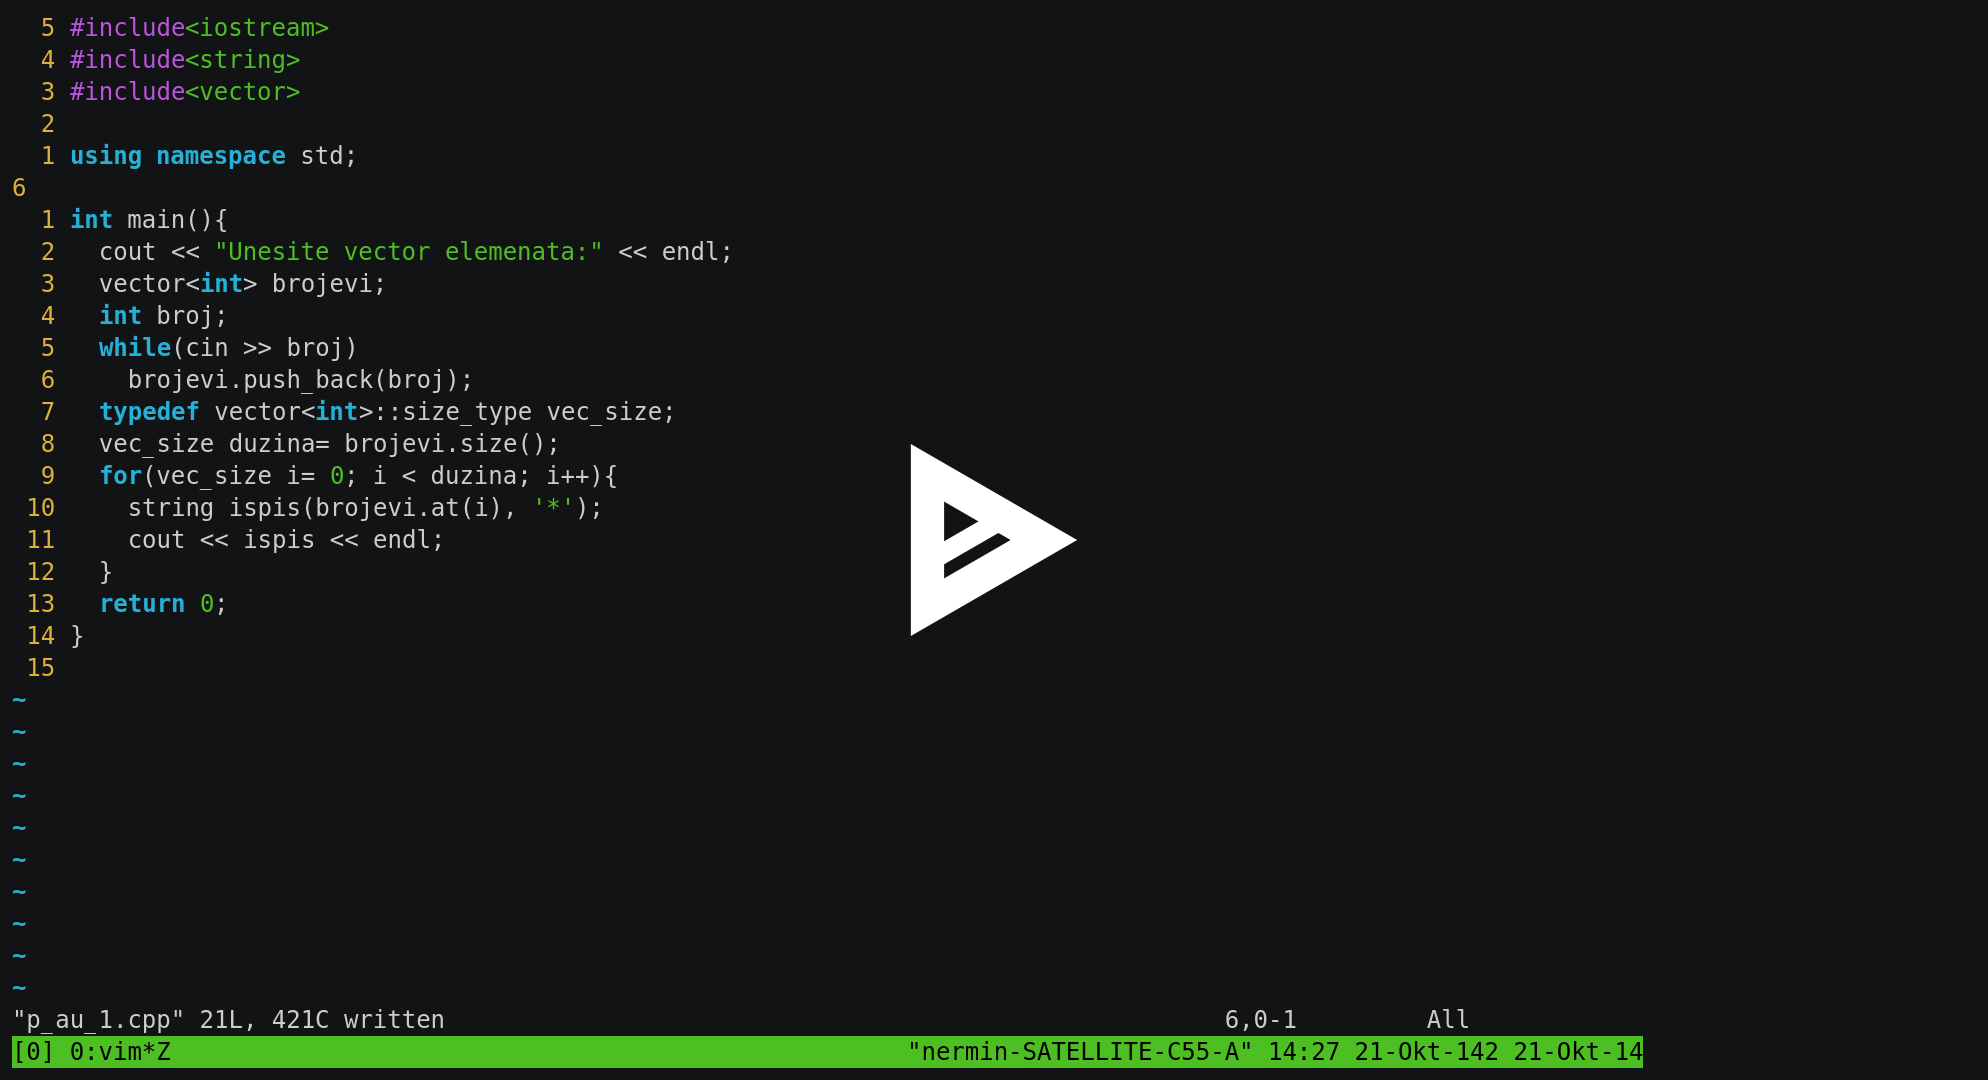 5 #include<iostream>
  4 #include<string>
  3 #include<vector>
  2
  1 using namespace std;
6
  1 int main(){
  2   cout << "Unesite vector elemenata:" << endl;
  3   vector<int> brojevi;
  4   int broj;
  5   while(cin >> broj)
  6     brojevi.push_back(broj);
  7   typedef vector<int>::size_type vec_size;
  8   vec_size duzina= brojevi.size();
  9   for(vec_size i= 0; i < duzina; i++){
 10     string ispis(brojevi.at(i), '*');
 11     cout << ispis << endl;
 12   }
 13   return 0;
 14 }
 15
~
~
~
~
~
~
~
~
~
~
"p_au_1.cpp" 21L, 421C written 6,0-1 All
[0] 0:vim*Z "nermin-SATELLITE-C55-A" 14:27 21-Okt-142 21-Okt-14